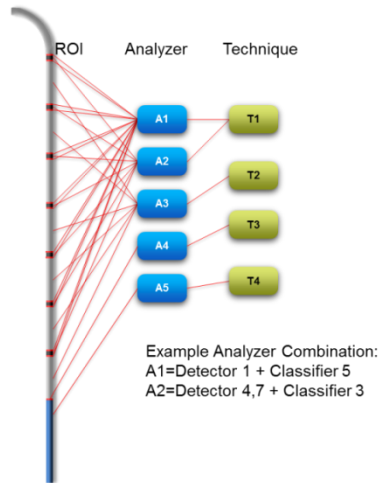 ROI Analyzer Technique
A1 T1
A2
T2
A3
T3
A4
T4
A5
Example Analyzer Combination:
A1=Detector 1 + Classifier 5
A2=Detector 4,7 + Classifier 3